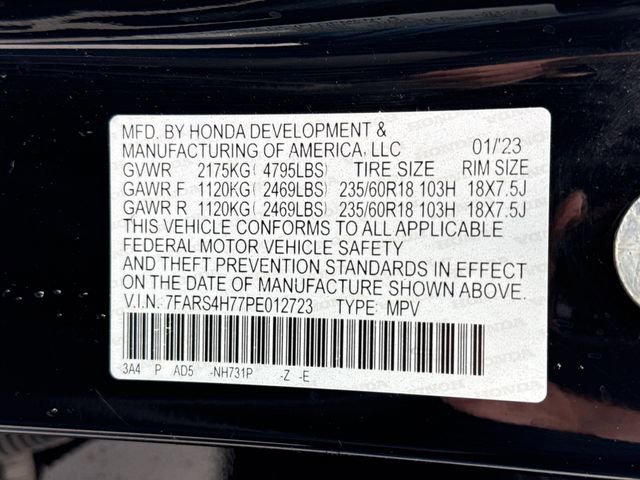 MFD. BY HONDA DEVELOPMENT &
MANUFACTURING OF AMERICA, LLC 01/'23
GVWR 2175KG( 4795LBS) TIRE SIZE RIM SIZE
GAWR F 1120KG( 2469LBS) 235/60R18 103H 18X7.5J
GAWR R 1120KG( 2469LBS) 235/60R18 103H 18X7.5J
THIS VEHICLE CONFORMS TO ALL APPLICABLE
FEDERAL MOTOR VEHICLE SAFETY
AND THEFT PREVENTION STANDARDS IN EFFECT
ON THE DATE OF MANUFACTURE SHOWN ABOVE.
V.I.N. 7FARS4H77PE012723 TYPE: MPV
3A4 P AD5 -NH731P -Z -E